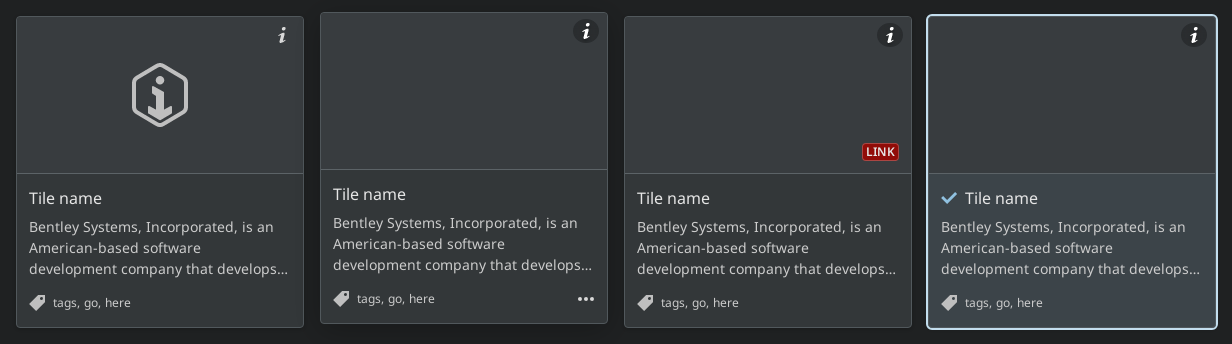 LINK
Tile name
Bentley Systems, Incorporated, is an
American-based software
development company that develops...
tags, go, here
Tile name
Bentley Systems, Incorporated, is an
American-based software
development company that develops...
tags, go, here
Tile name
Bentley Systems, Incorporated, is an
American-based software
development company that develops...
tags, go, here
Tile name
Bentley Systems, Incorporated, is an
American-based software
development company that develops...
tags, go, here